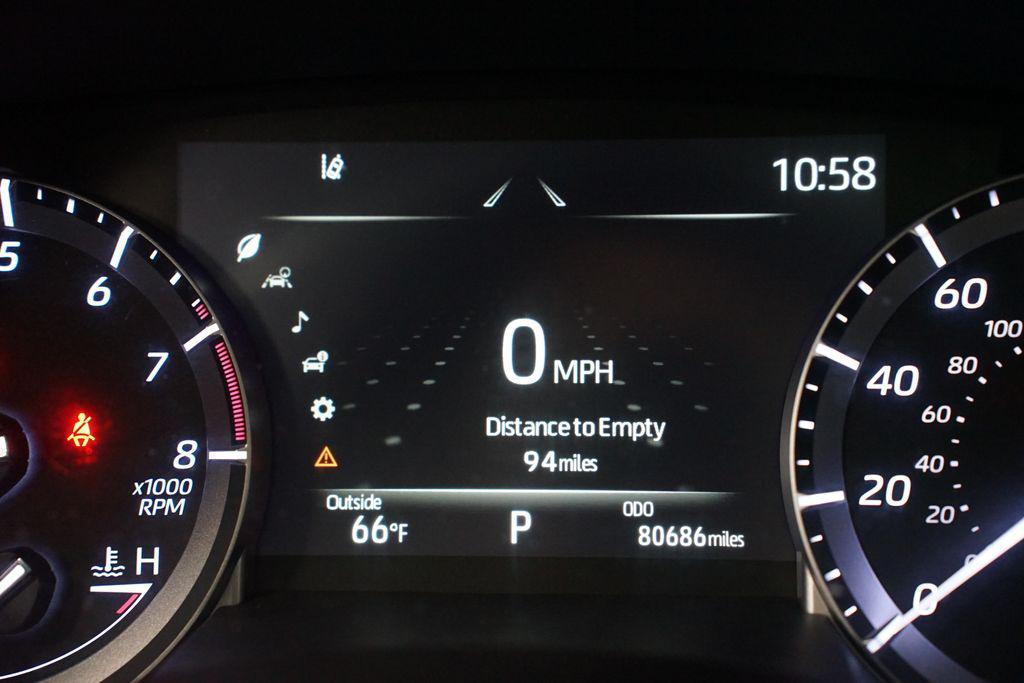 10:58
5
6
7
8
x1000
RPM
H
0 MPH
Distance to Empty
94 miles
Outside
66°F
P
ODO
80686 miles
60
40
20
0
100
80
60
40
20
0